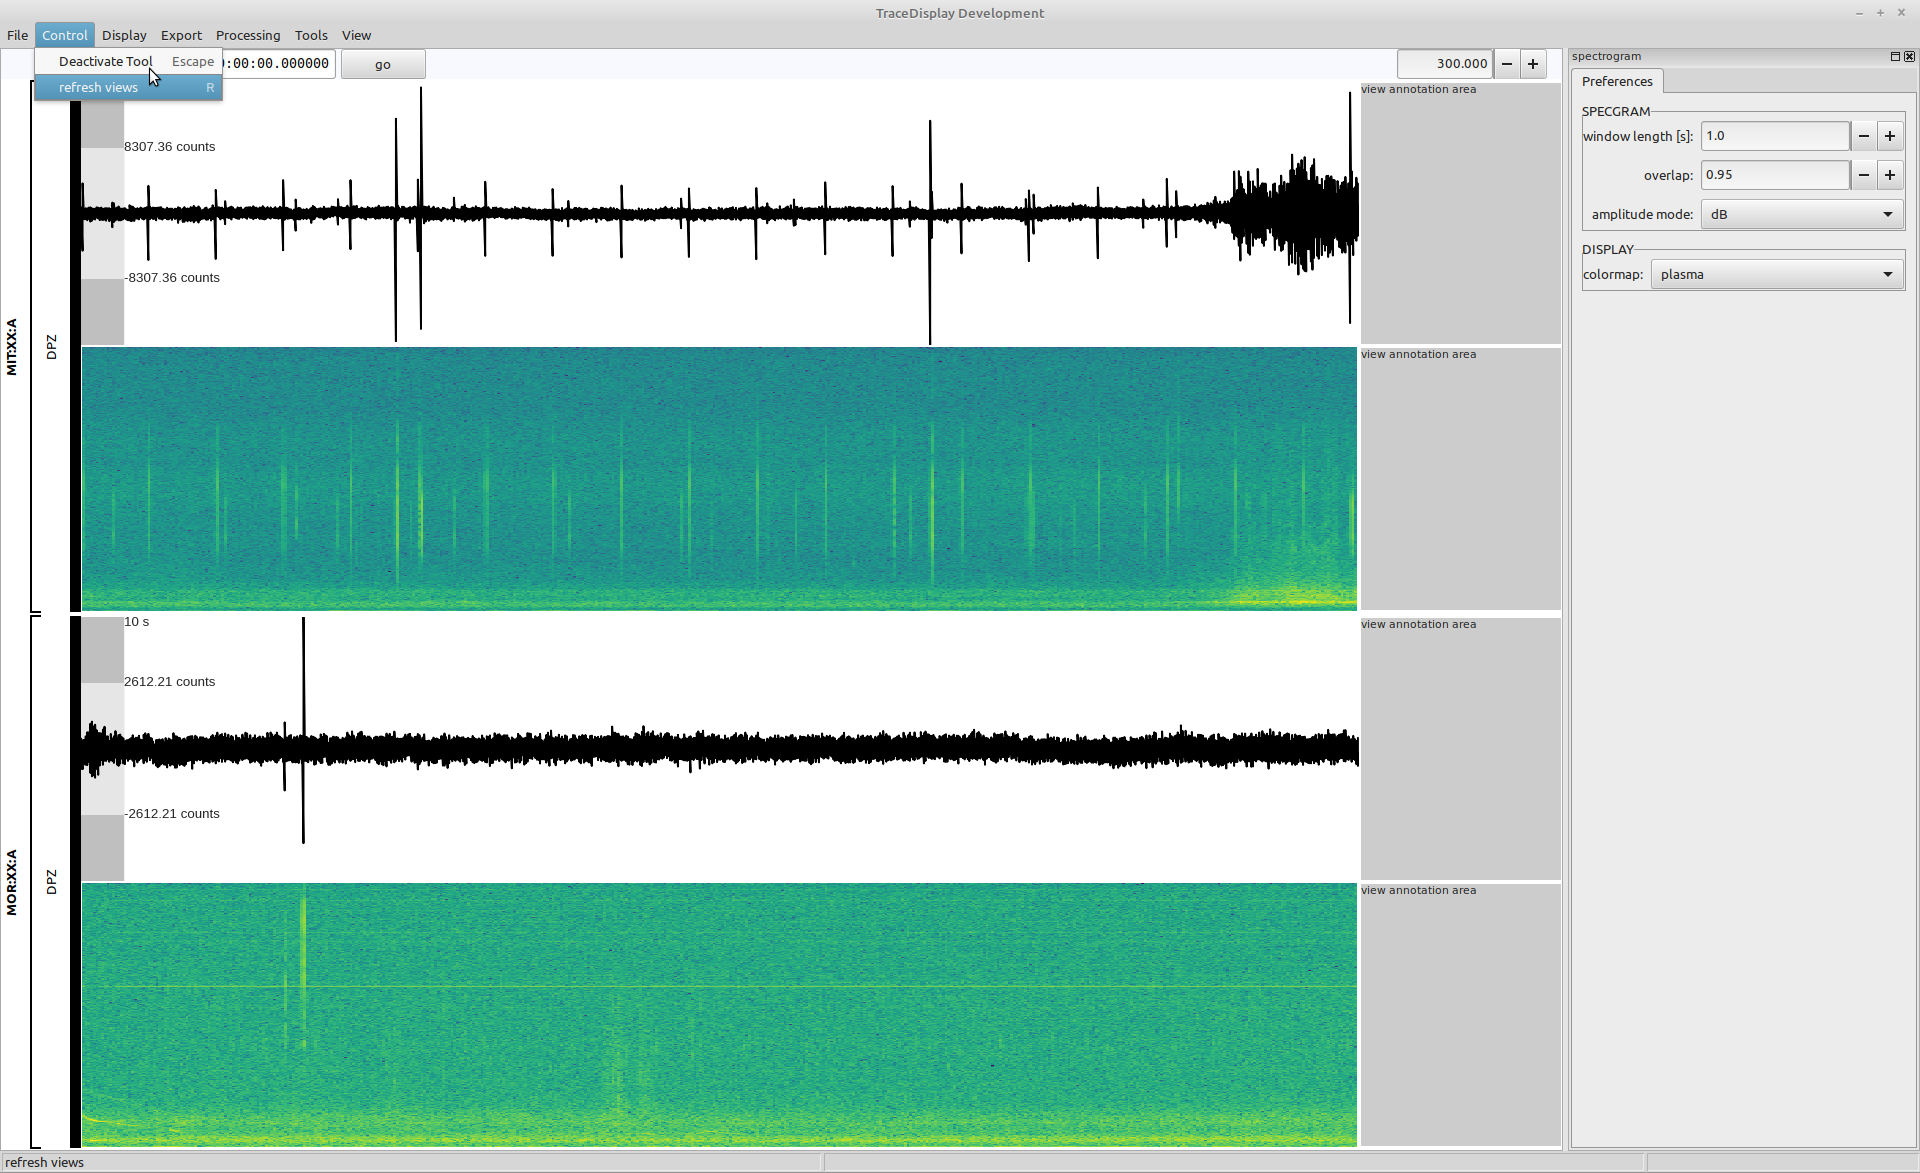 TraceDisplay Development
File Control Display Export Processing Tools View
Deactivate Tool Escape
refresh views R
:00:00.000000 go 300.000
spectrogram
Preferences
SPECGRAM
window length [s]: 1.0
overlap: 0.95
amplitude mode: dB
DISPLAY
colormap: plasma
MIT:XX:A
DPZ
8307.36 counts
-8307.36 counts
view annotation area
view annotation area
MOR:XX:A
DPZ
10 s
2612.21 counts
-2612.21 counts
view annotation area
view annotation area
refresh views